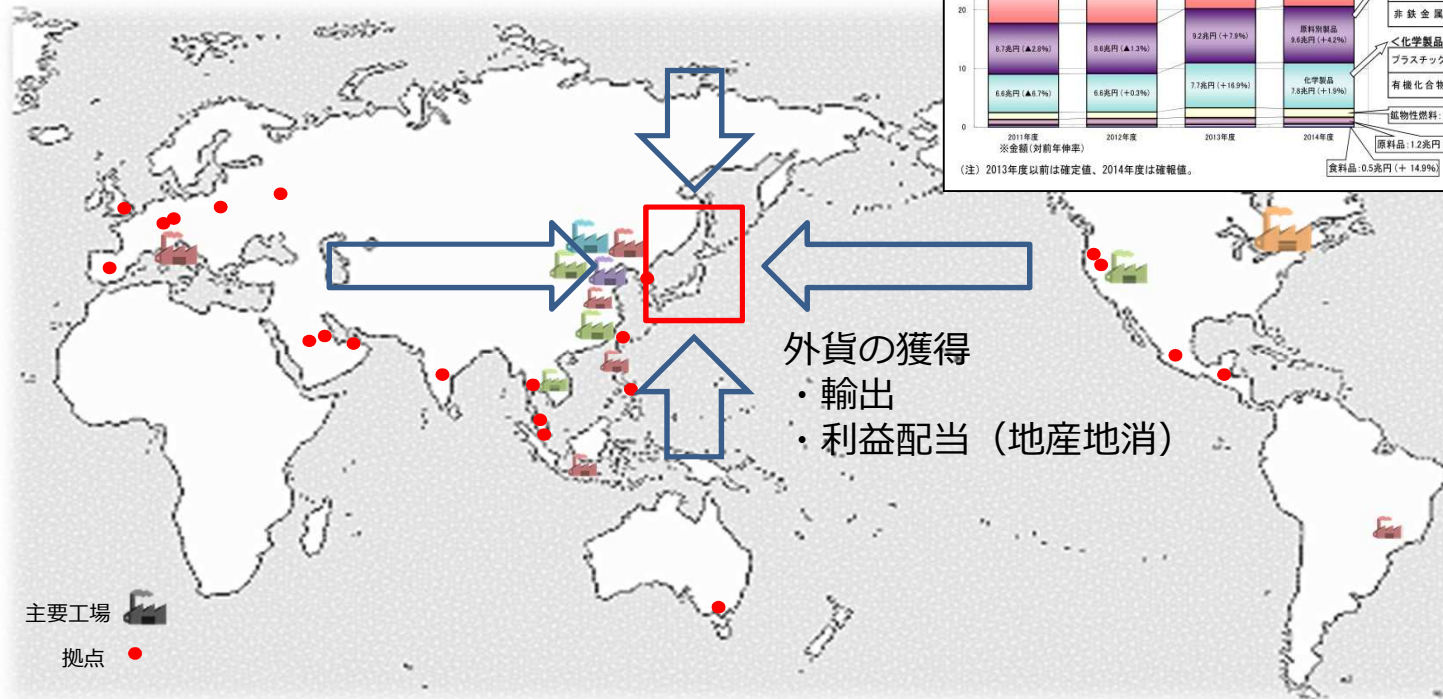 20
10
0
8.7兆円(▲2.8%)
8.6兆円(▲1.3%)
9.2兆円(+7.9%)
原料別製品
9.6兆円(+4.2%)
6.6兆円(▲6.7%)
6.6兆円(+0.3%)
7.7兆円(+16.9%)
化学製品
7.8兆円(+1.9%)
2011年度
2012年度
2013年度
2014年度
※金額(対前年伸率)
(注)2013年度以前は確定値、2014年度は確報値。
非鉄金属
<化学製品
プラスチック
有機化合物
鉱物性燃料:
原料品:1.2兆円
食料品:0.5兆円(+ 14.9%)
外貨の獲得
・輸出
・利益配当(地産地消)
主要工場
拠点